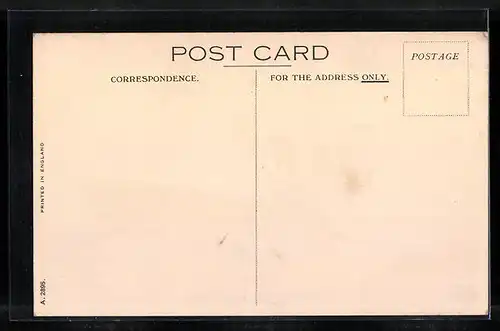 POST CARD
CORRESPONDENCE.
FOR THE ADDRESS ONLY.
POSTAGE
PRINTED IN ENGLAND
A. 2895.